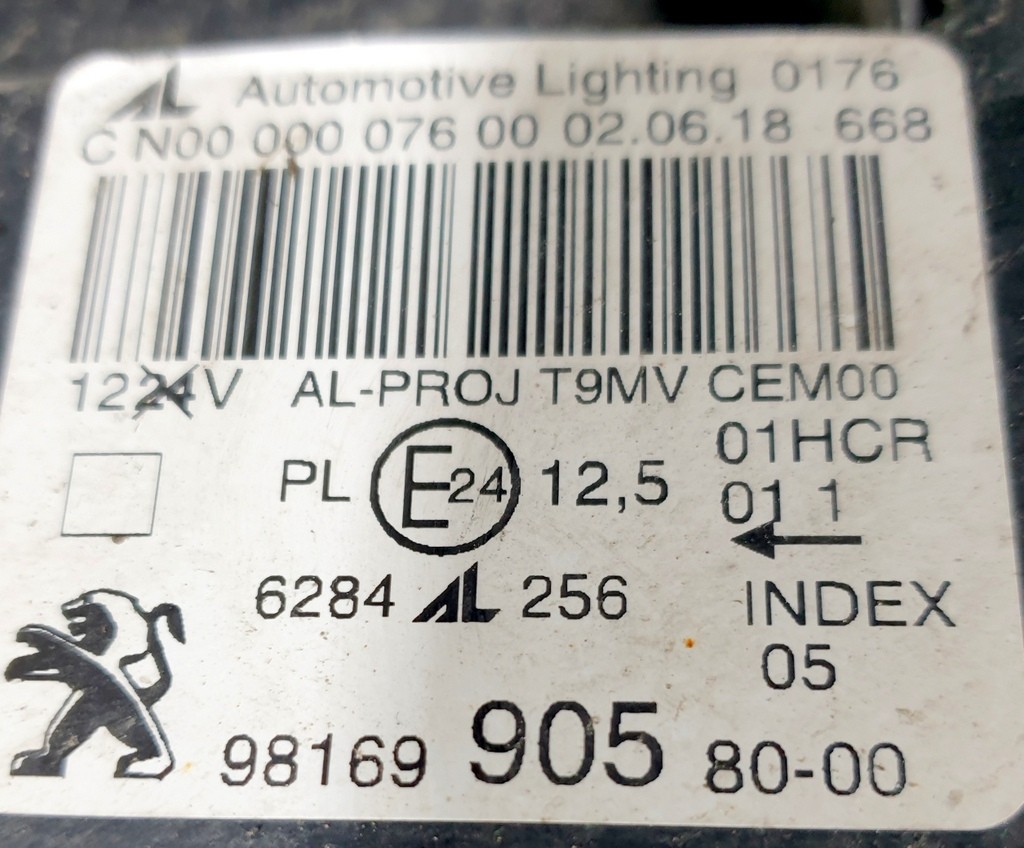 AL Automotive Lighting 0176
C N00 000 076 00 02.06.18 668
1224V AL-PROJ T9MV CEM00
PL E24 12,5 01HCR
01 1
6284 AL 256 INDEX
05
98169 905 80-00